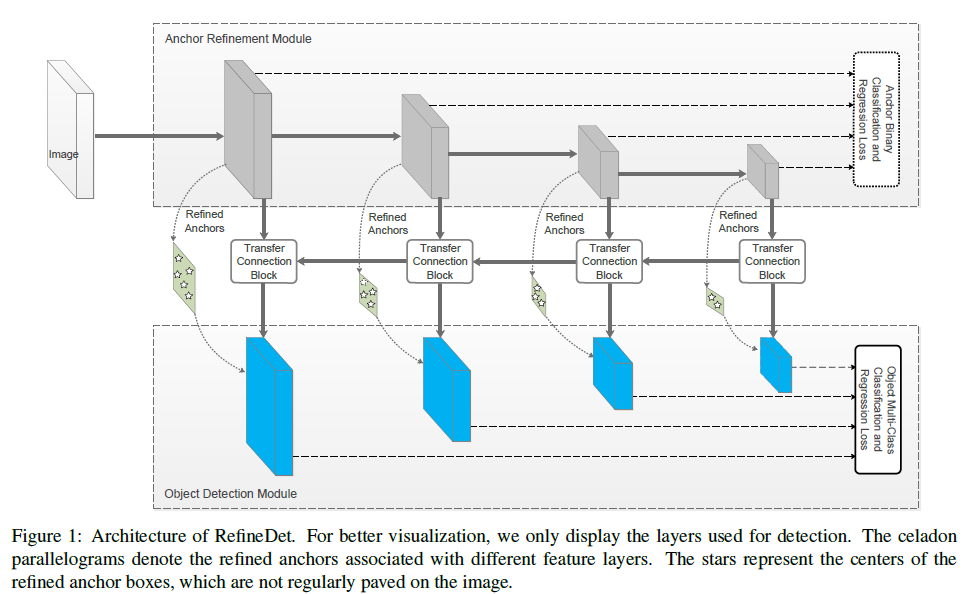 Anchor Refinement Module
Image
Anchor Binary
Classification and
Regression Loss
Refined
Anchors
Refined
Anchors
Refined
Anchors
Refined
Anchors
Transfer
Connection
Block
Transfer
Connection
Block
Transfer
Connection
Block
Transfer
Connection
Block
Object Multi-Class
Classification and
Regression Loss
Object Detection Module
Figure 1: Architecture of RefineDet. For better visualization, we only display the layers used for detection. The celadon
parallelograms denote the refined anchors associated with different feature layers. The stars represent the centers of the
refined anchor boxes, which are not regularly paved on the image.